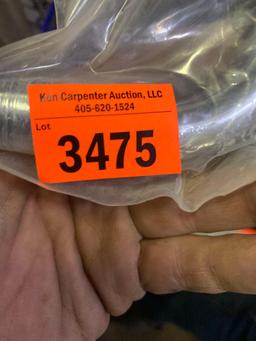 Ken Carpenter Auction, LLC
405-620-1524
Lot
3475